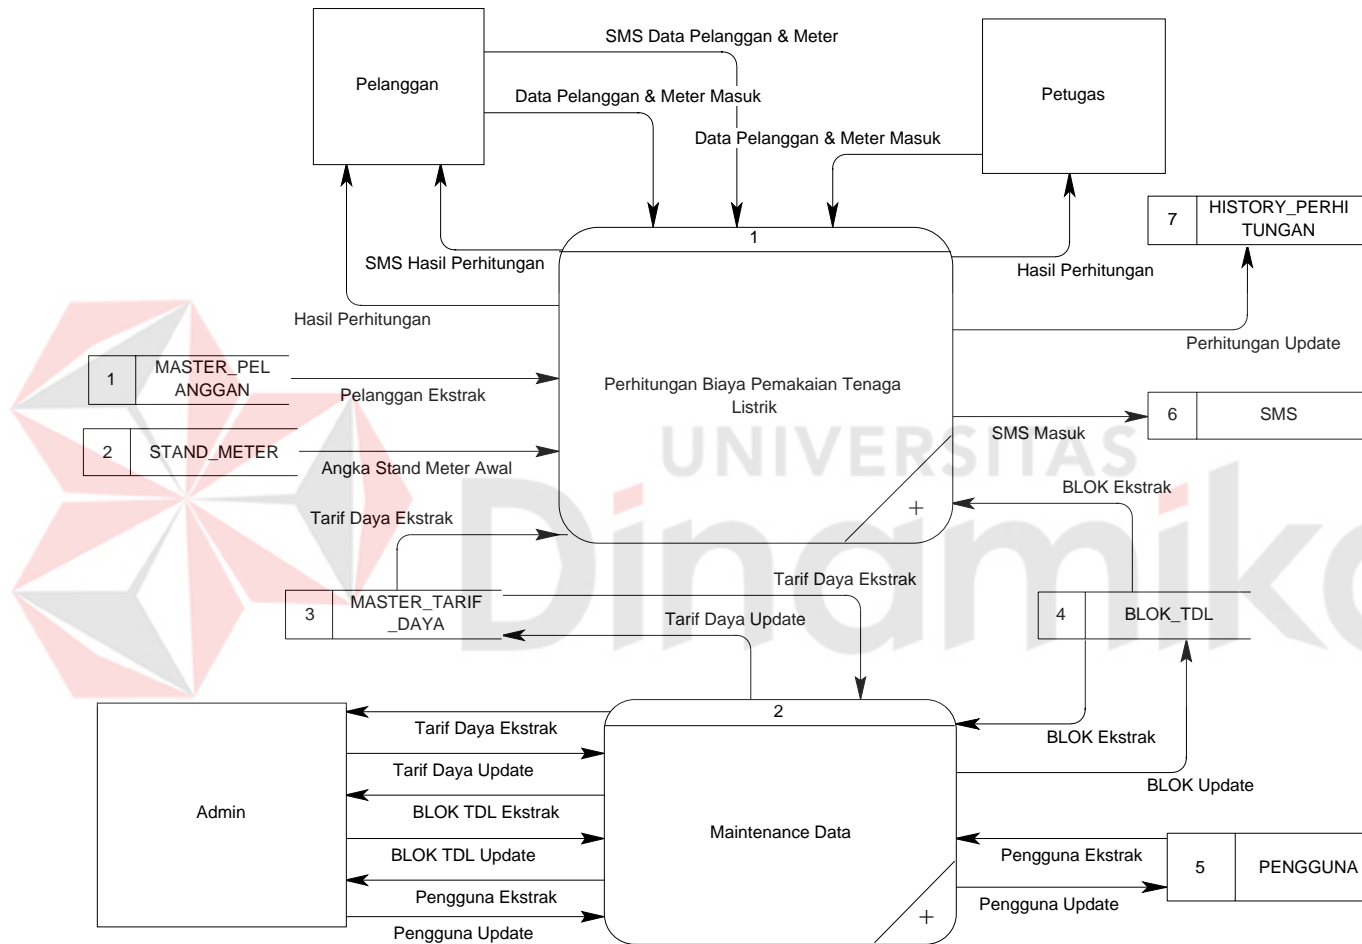 SMS Data Pelanggan & Meter
Pelanggan
Data Pelanggan & Meter Masuk
Petugas
Data Pelanggan & Meter Masuk
7
HISTORY_PERHI
TUNGAN
1
SMS Hasil Perhitungan
Hasil Perhitungan
Hasil Perhitungan
Perhitungan Update
1
MASTER_PEL
ANGGAN
Pelanggan Ekstrak
Perhitungan Biaya Pemakaian Tenaga
Listrik
6
SMS
SMS Masuk
2
STAND_METER
Angka Stand Meter Awal
UNIVERSITAS
Dinamika
BLOK Ekstrak
+
Tarif Daya Ekstrak
Tarif Daya Ekstrak
3
MASTER_TARIF
_DAYA
Tarif Daya Update
4
BLOK_TDL
2
Tarif Daya Ekstrak
BLOK Ekstrak
Tarif Daya Update
BLOK Update
Admin
BLOK TDL Ekstrak
Maintenance Data
BLOK TDL Update
Pengguna Ekstrak
5
PENGGUNA
Pengguna Ekstrak
Pengguna Update
+
Pengguna Update